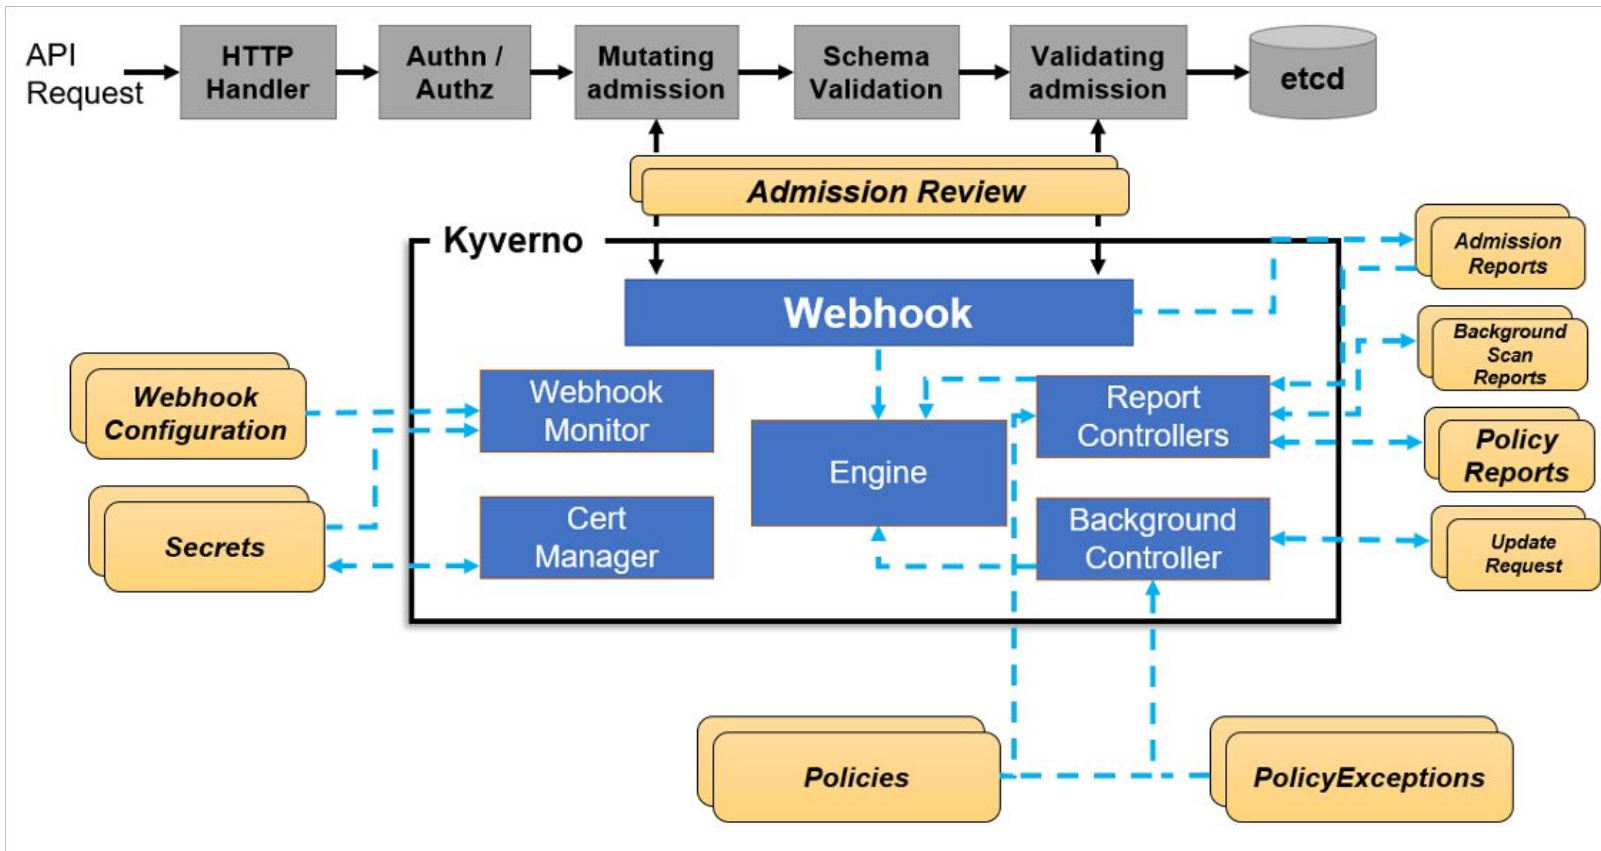 API
Request
HTTP
Handler
Authn /
Authz
Mutating
admission
Schema
Validation
Validating
admission
etcd
Admission Review
Kyverno
Webhook
Admission
Reports
Background
Scan
Reports
Webhook
Configuration
Webhook
Monitor
Report
Controllers
Engine
Policy
Reports
Secrets
Cert
Manager
Background
Controller
Update
Request
Policies
PolicyExceptions